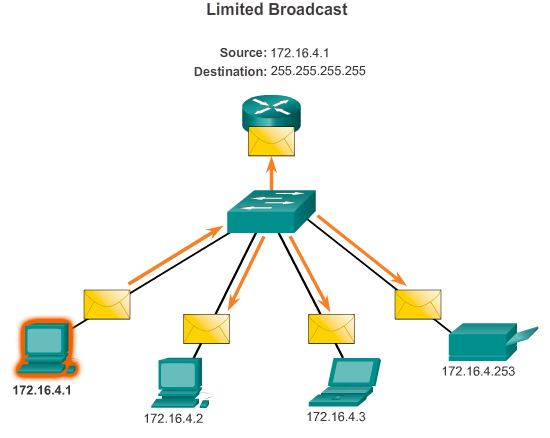 Limited Broadcast
Source: 172.16.4.1
Destination: 255.255.255.255
172.16.4.1
172.16.4.2
172.16.4.3
172.16.4.253